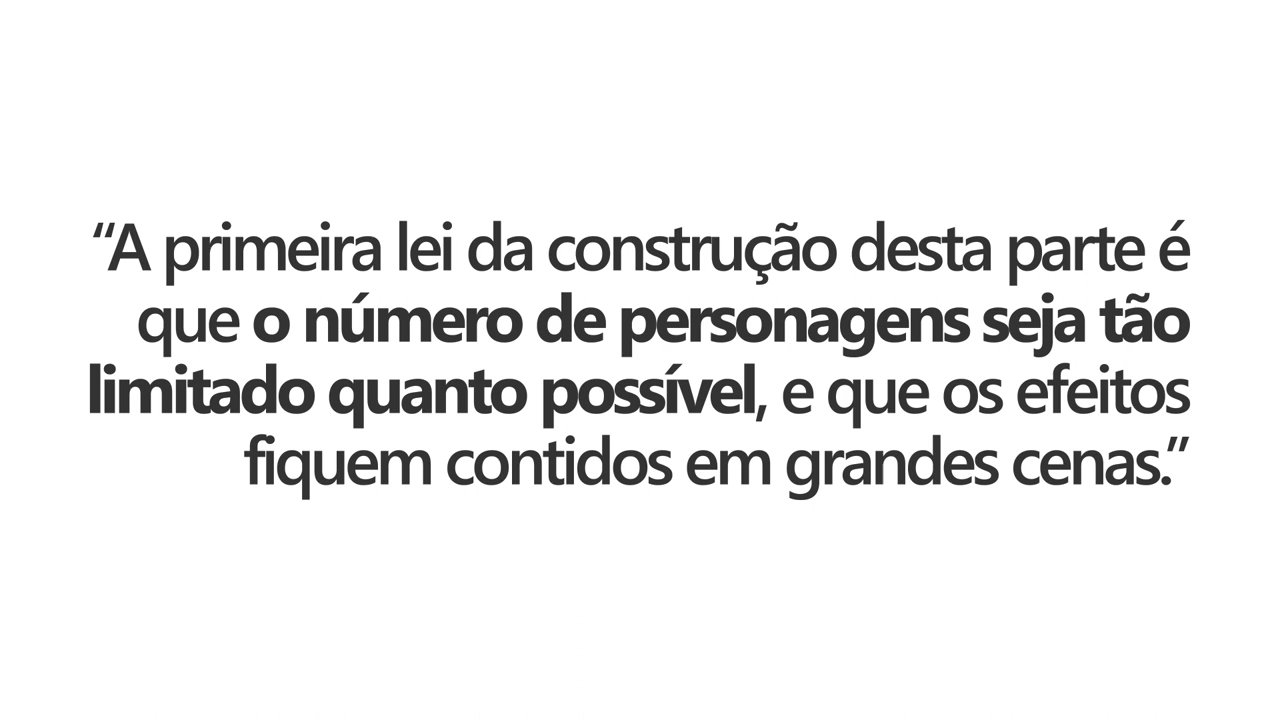 “A primeira lei da construção desta parte é
que o número de personagens seja tão
limitado quanto possível, e que os efeitos
fiquem contidos em grandes cenas.”